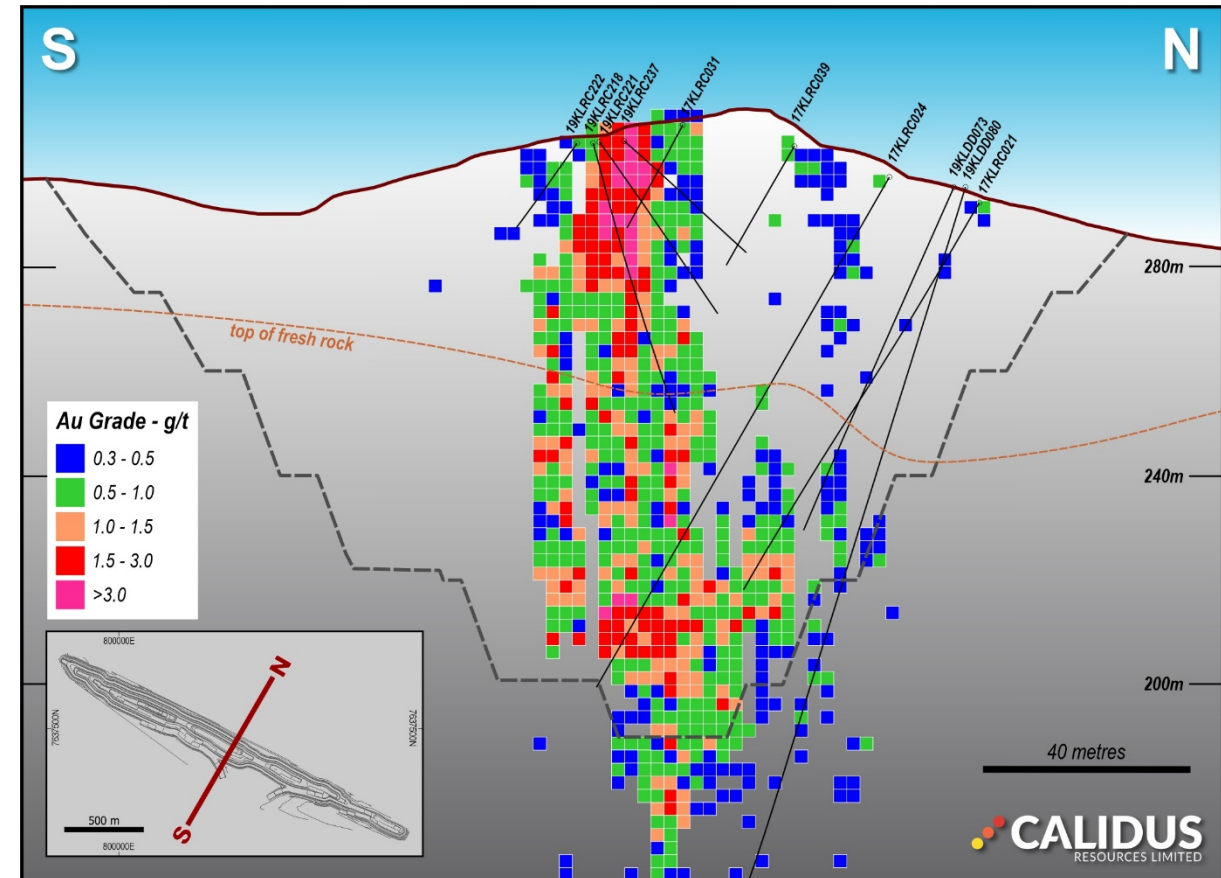 S
N
19KLRC222
19KLRC218
19KLRC221
19KLRC237
17KLRC031
17KLRC039
17KLRC024
19KLDD073
19KLDD080
17KLRC021
280m
top of fresh rock
Au Grade - g/t
0.3 - 0.5
0.5 - 1.0
1.0 - 1.5
1.5 - 3.0
>3.0
240m
200m
40 metres
800000E
N
7637500N
7637500N
500 m
S
800000E
CALIDUS
RESOURCES LIMITED